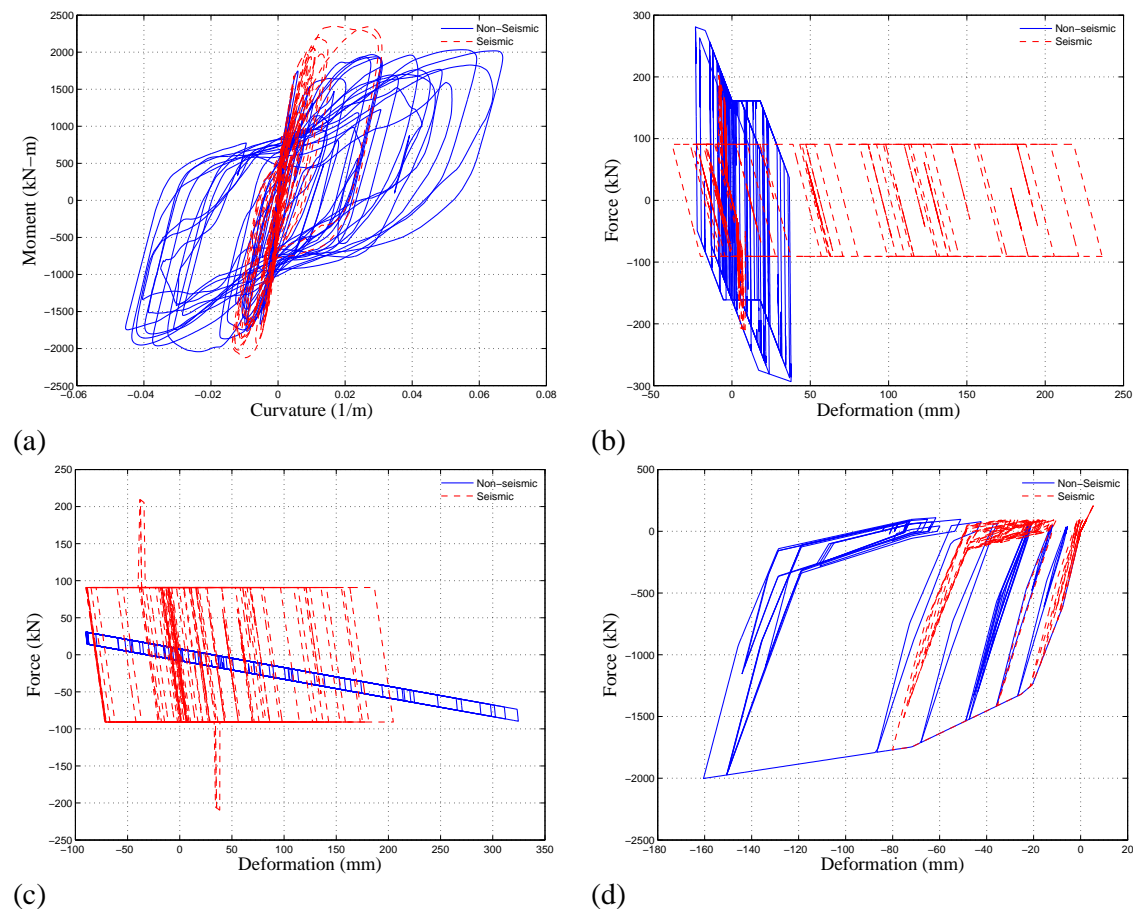 2500
2000
1500
1000
500
0
−500
−1000
−1500
−2000
−2500
−0.06 −0.04 −0.02 0 0.02 0.04 0.06 0.08
Moment (kN−m)
Curvature (1/m)
Non−Seismic
Seismic
(a)
300
200
100
0
−100
−200
−300
−50 0 50 100 150 200 250
Force (kN)
Deformation (mm)
Non−Seismic
Seismic
(b)
250
200
150
100
50
0
−50
−100
−150
−200
−250
−100 −50 0 50 100 150 200 250 300 350
Force (kN)
Deformation (mm)
Non−seismic
Seismic
(c)
500
0
−500
−1000
−1500
−2000
−2500
−180 −160 −140 −120 −100 −80 −60 −40 −20 0 20
Force (kN)
Deformation (mm)
Non−Seismic
Seismic
(d)